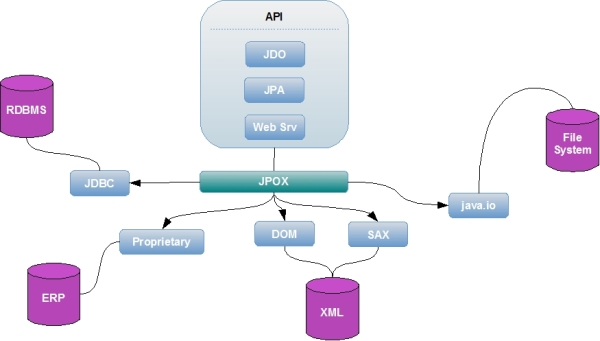 API
JDO
JPA
Web Srv
RDBMS
File
System
JDBC
JPOX
java.io
Proprietary
DOM
SAX
ERP
XML